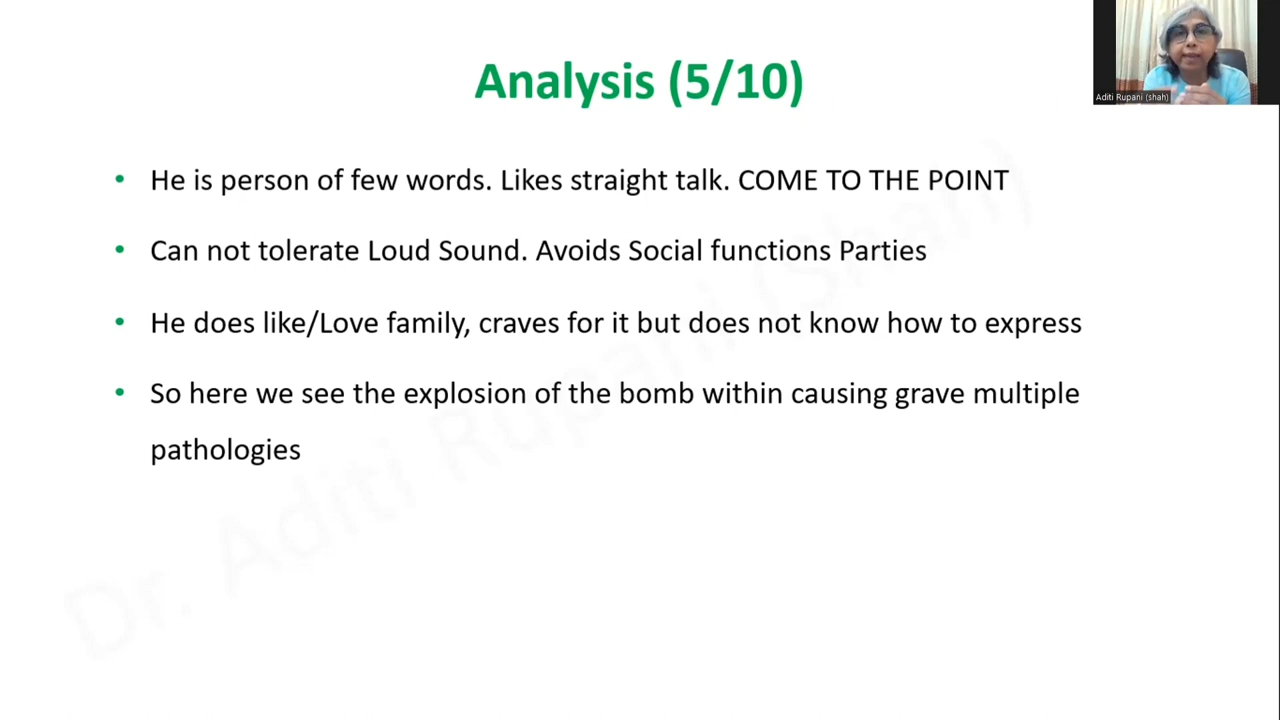 Analysis (5/10)
Aditi Rupani (shah)
• He is person of few words. Likes straight talk. COME TO THE POINT
• Can not tolerate Loud Sound. Avoids Social functions Parties
• He does like/Love family, craves for it but does not know how to express
• So here we see the explosion of the bomb within causing grave multiple
pathologies
Dr. Aditi Rupani (Shah)